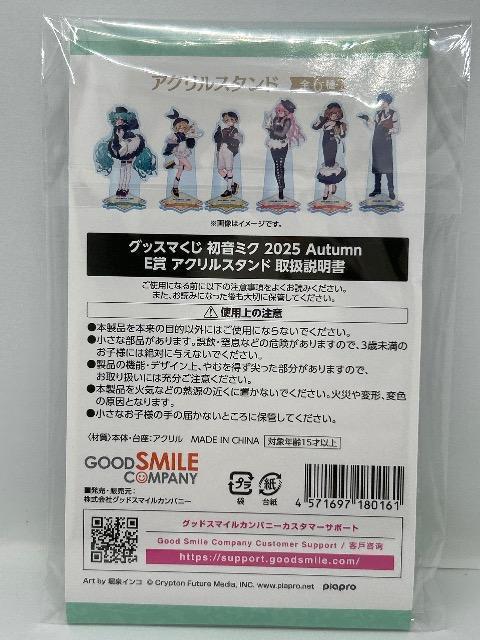 アクリルスタンド 全6種
※画像はイメージです。
グッスマくじ 初音ミク 2025 Autumn
E賞 アクリルスタンド 取扱説明書
ご使用になる前に以下の注意事項をよくお読みください。
また、お読みになった後も大切に保管してください。
⚠使用上の注意
●本製品を本来の目的以外にはご使用にならないでください。
●小さな部品があります。誤飲・窒息などの危険がありますので、3歳未満の
お子様には絶対に与えないでください。
●製品の機能・デザイン上、やむを得ず尖った部分がありますので、
お取り扱いには充分ご注意ください。
●本製品を火気などの熱源の近くに置かないでください。火災や変形、変色
の原因となります。
●小さなお子様の手の届かないところに保管してください。
〈材質〉本体・台座：アクリル MADE IN CHINA 対象年齢15才以上
GOOD SMILE
COMPANY
■発売・販売元：
株式会社グッドスマイルカンパニー
プラ 紙
袋 台紙
4 571697 180161
グッドスマイルカンパニーカスタマーサポート
Good Smile Company Customer Support / 客户咨询
https://support.goodsmile.com/
Art by 堀泉インコ © Crypton Future Media, INC. www.piapro.net piapro